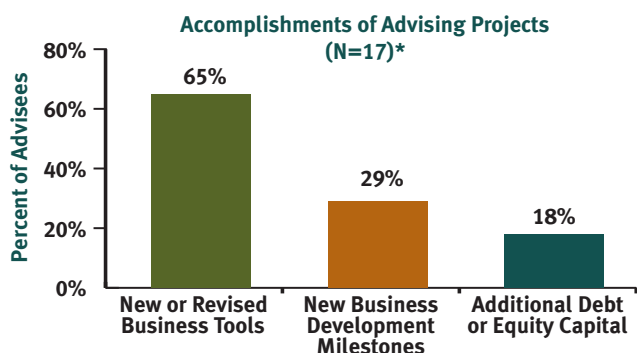 Accomplishments of Advising Projects
(N=17)*
Percent of Advisees
80%
60%
40%
20%
0%
65%
29%
18%
New or Revised
Business Tools
New Business
Development
Milestones
Additional Debt
or Equity Capital